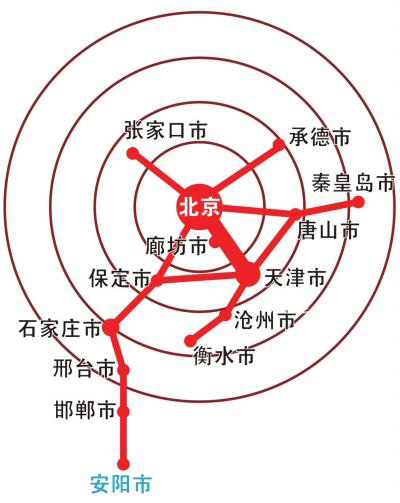 张家口市
承德市
秦皇岛市
北京
唐山市
廊坊市
保定市
天津市
石家庄市
沧州市
衡水市
邢台市
邯郸市
安阳市